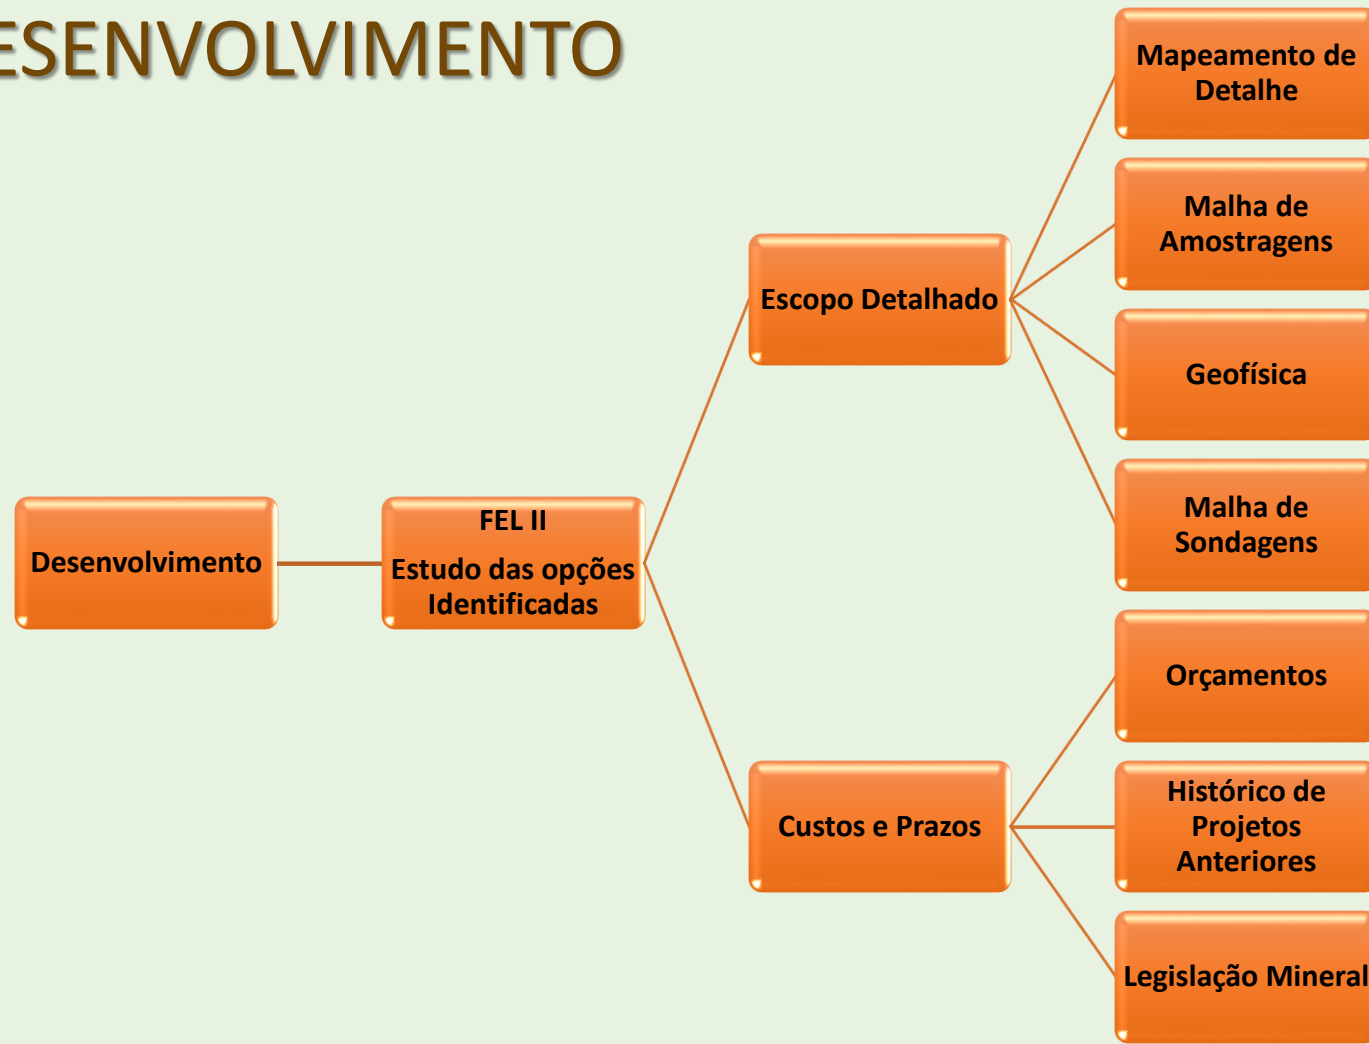 ESENVOLVIMENTO
Mapeamento de
Detalhe
Malha de
Amostragens
Escopo Detalhado
Geofísica
Malha de
Sondagens
Desenvolvimento
FEL II
Estudo das opções
Identificadas
Orçamentos
Custos e Prazos
Histórico de
Projetos
Anteriores
Legislação Mineral